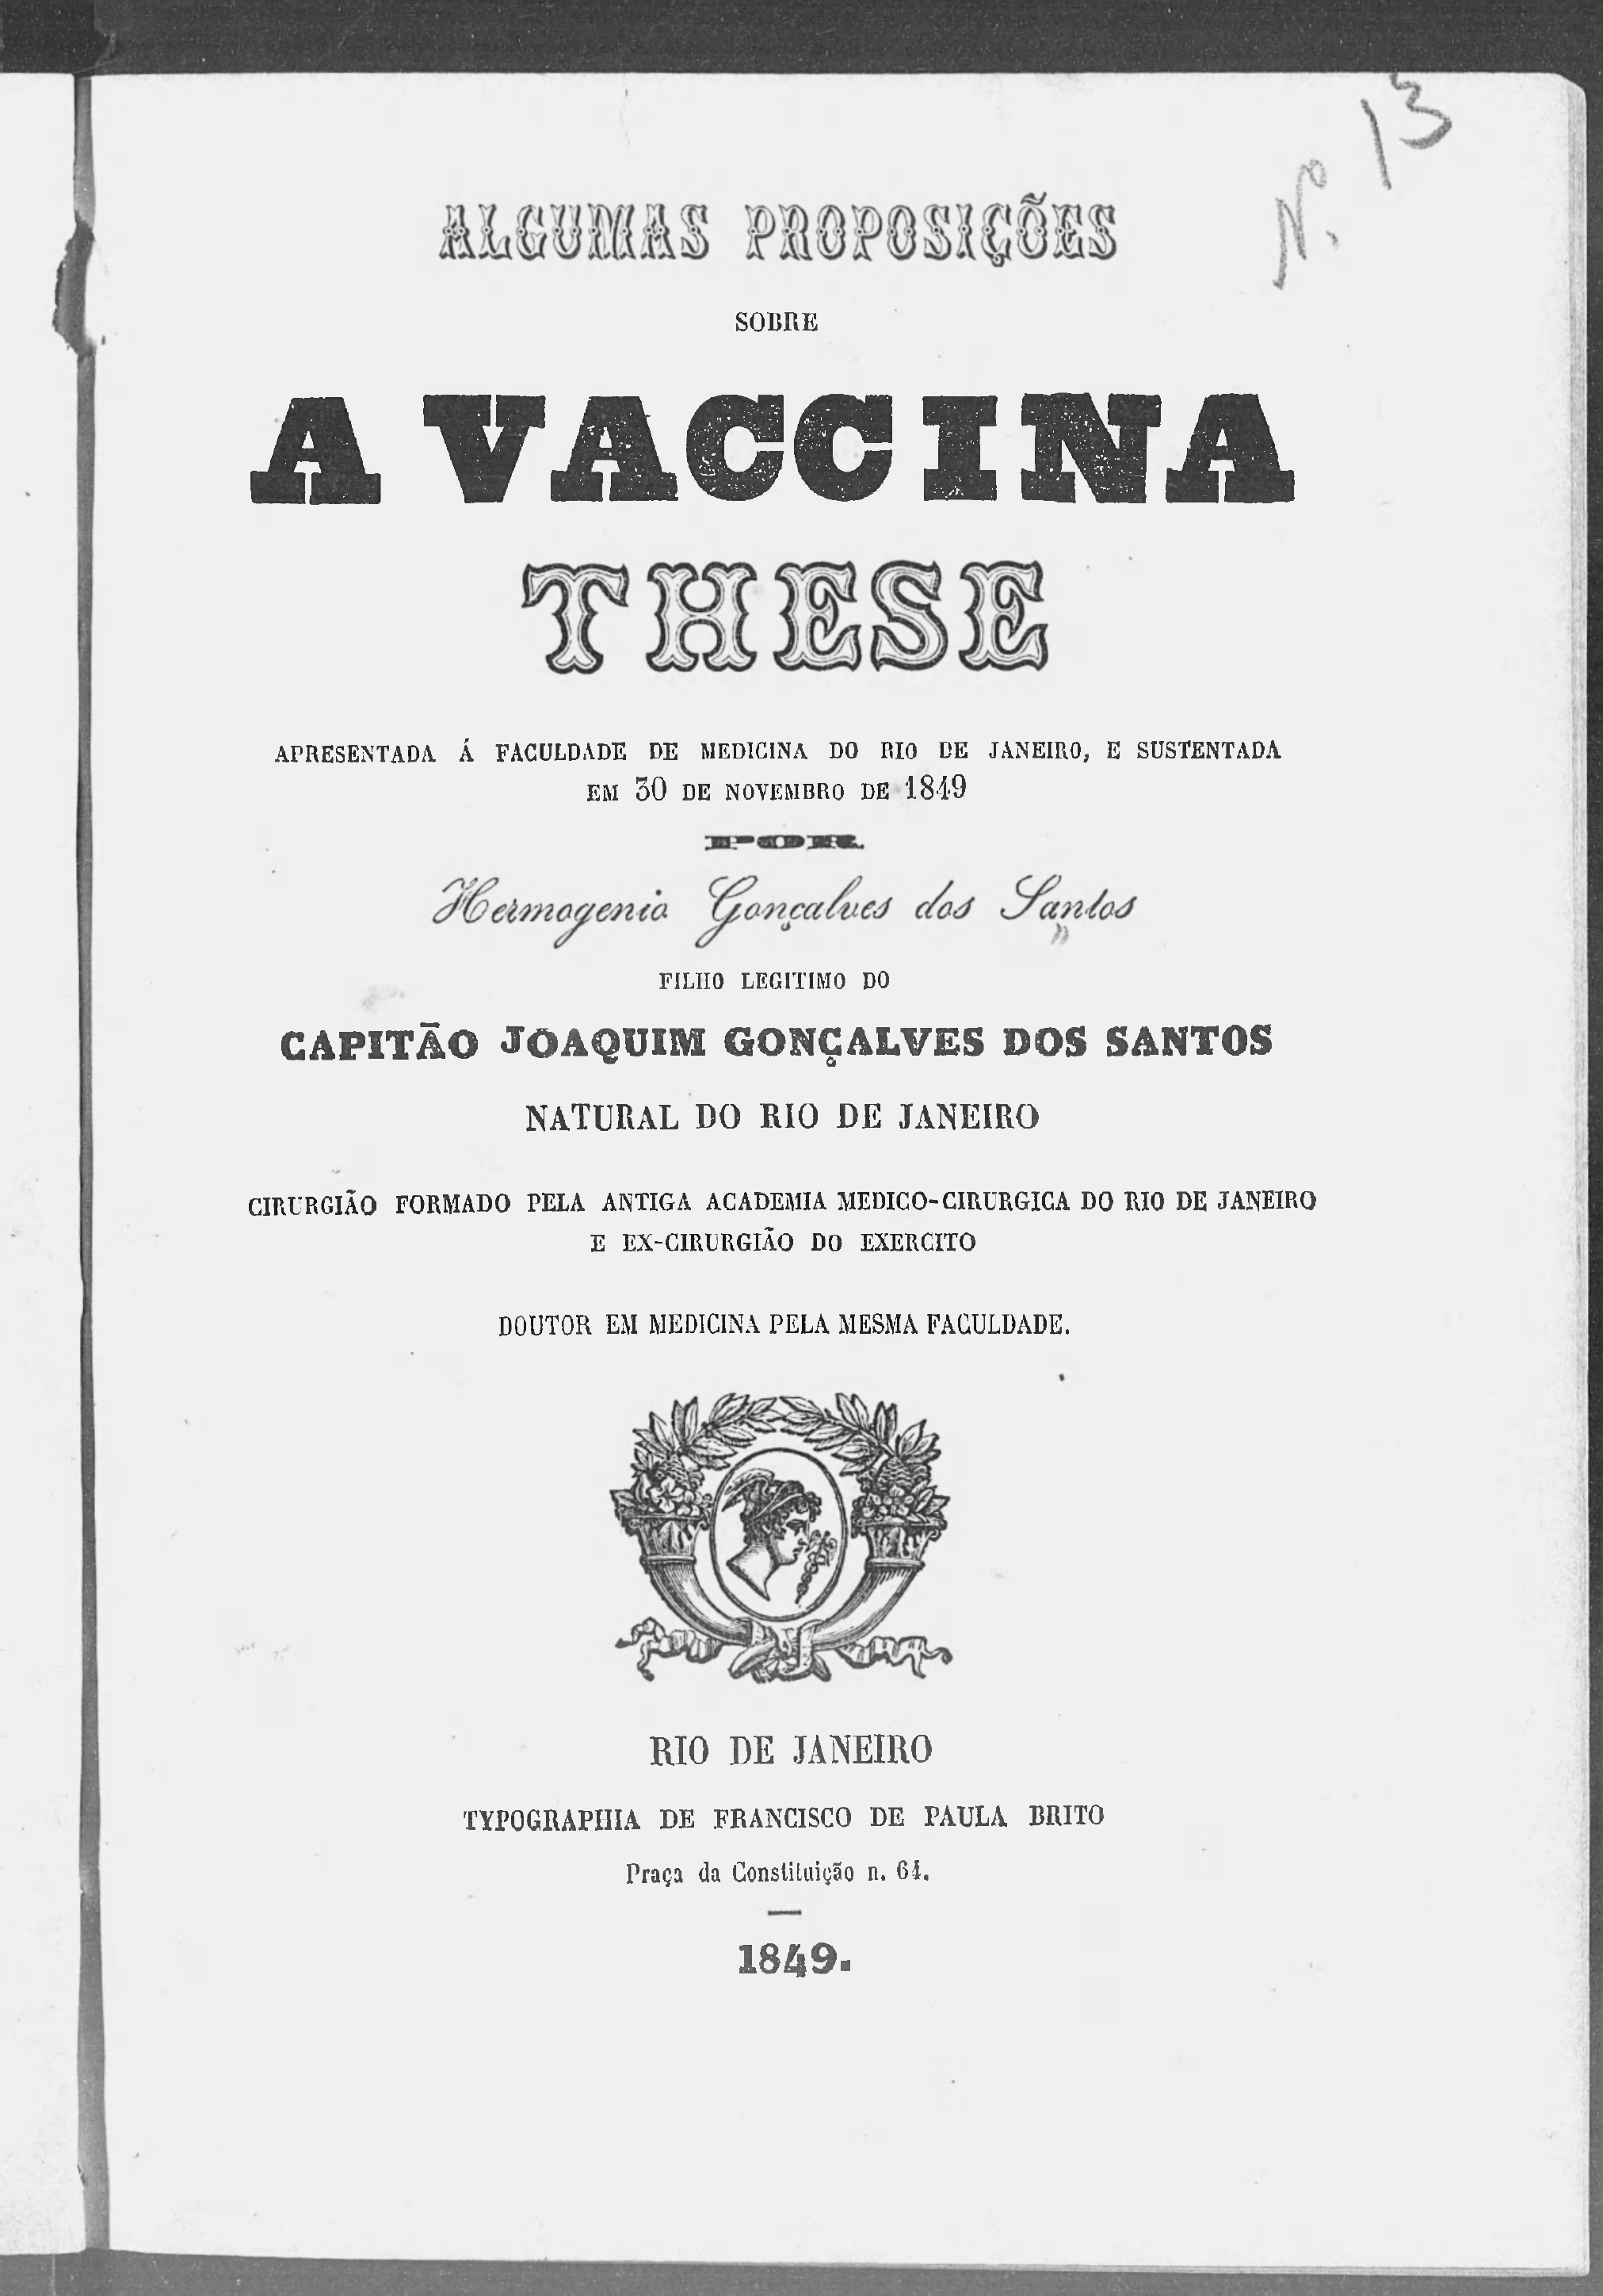 Nº. 13
ALGUMAS PROPOSIÇÕES
SOBRE
A VACCINA
THESE
APRESENTADA Á FACULDADE DE MEDICINA DO RIO DE JANEIRO, E SUSTENTADA
EM 30 DE NOVEMBRO DE 1849
POR
Hermogenio Gonçalves dos Santos
FILHO LEGITIMO DO
CAPITÃO JOAQUIM GONÇALVES DOS SANTOS
NATURAL DO RIO DE JANEIRO
CIRURGIÃO FORMADO PELA ANTIGA ACADEMIA MEDICO-CIRURGICA DO RIO DE JANEIRO
E EX-CIRURGIÃO DO EXERCITO
DOUTOR EM MEDICINA PELA MESMA FACULDADE.
RIO DE JANEIRO
TYPOGRAPHIA DE FRANCISCO DE PAULA BRITO
Praça da Constituição n. 64.
1849.